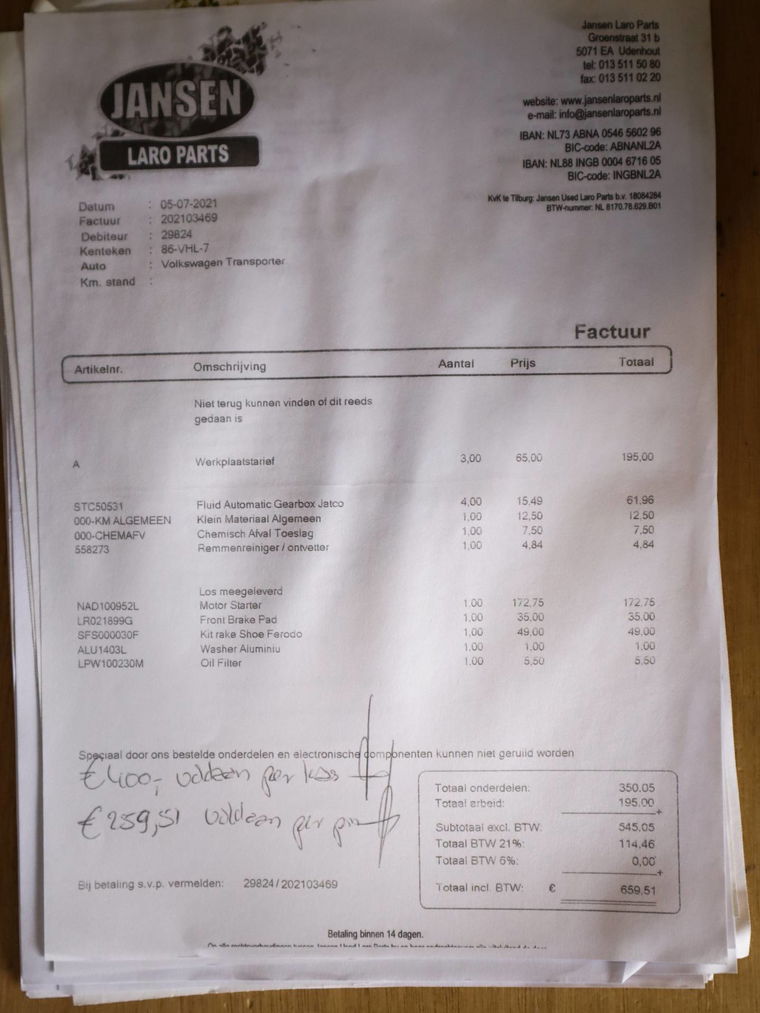 JANSEN
LARO PARTS
Jansen Laro Parts
Groenstraat 31 b
5071 EA Udenhout
tel: 013 511 50 80
fax: 013 511 02 20
website: www.jansenlaroparts.nl
e-mail: info@jansenlaroparts.nl
IBAN: NL73 ABNA 0546 5602 96
BIC-code: ABNANL2A
IBAN: NL88 INGB 0004 6716 05
BIC-code: INGBNL2A
KvK te Tilburg: Jansen Used Laro Parts b.v. 18084284
BTW-nummer: NL 8170.78.629.B01
Datum : 05-07-2021
Factuur : 202103469
Debiteur : 29824
Kenteken : 86-VHL-7
Auto : Volkswagen Transporter
Km. stand :
Factuur
Artikelnr. Omschrijving Aantal Prijs Totaal
Niet terug kunnen vinden of dit reeds
gedaan is
A Werkplaatstarief 3,00 65,00 195,00
STC50531 Fluid Automatic Gearbox Jatco 4,00 15,49 61,96
000-KM ALGEMEEN Klein Materiaal Algemeen 1,00 12,50 12,50
000-CHEMAFV Chemisch Afval Toeslag 1,00 7,50 7,50
558273 Remmenreiniger / ontvetter 1,00 4,84 4,84
Los meegeleverd
NAD100952L Motor Starter 1,00 172,75 172,75
LR021899G Front Brake Pad 1,00 35,00 35,00
SFS000030F Kit rake Shoe Ferodo 1,00 49,00 49,00
ALU1403L Washer Aluminiu 1,00 1,00 1,00
LPW100230M Oil Filter 1,00 5,50 5,50
Speciaal door ons bestelde onderdelen en electronische componenten kunnen niet geruild worden
€400,- voldaan per kas
€259,51 voldaan per pin
Totaal onderdelen: 350,05
Totaal arbeid: 195,00
+
Subtotaal excl. BTW: 545,05
Totaal BTW 21%: 114,46
Totaal BTW 6%: 0,00
+
Totaal incl. BTW: € 659,51
Bij betaling s.v.p. vermelden: 29824 / 202103469
Betaling binnen 14 dagen.